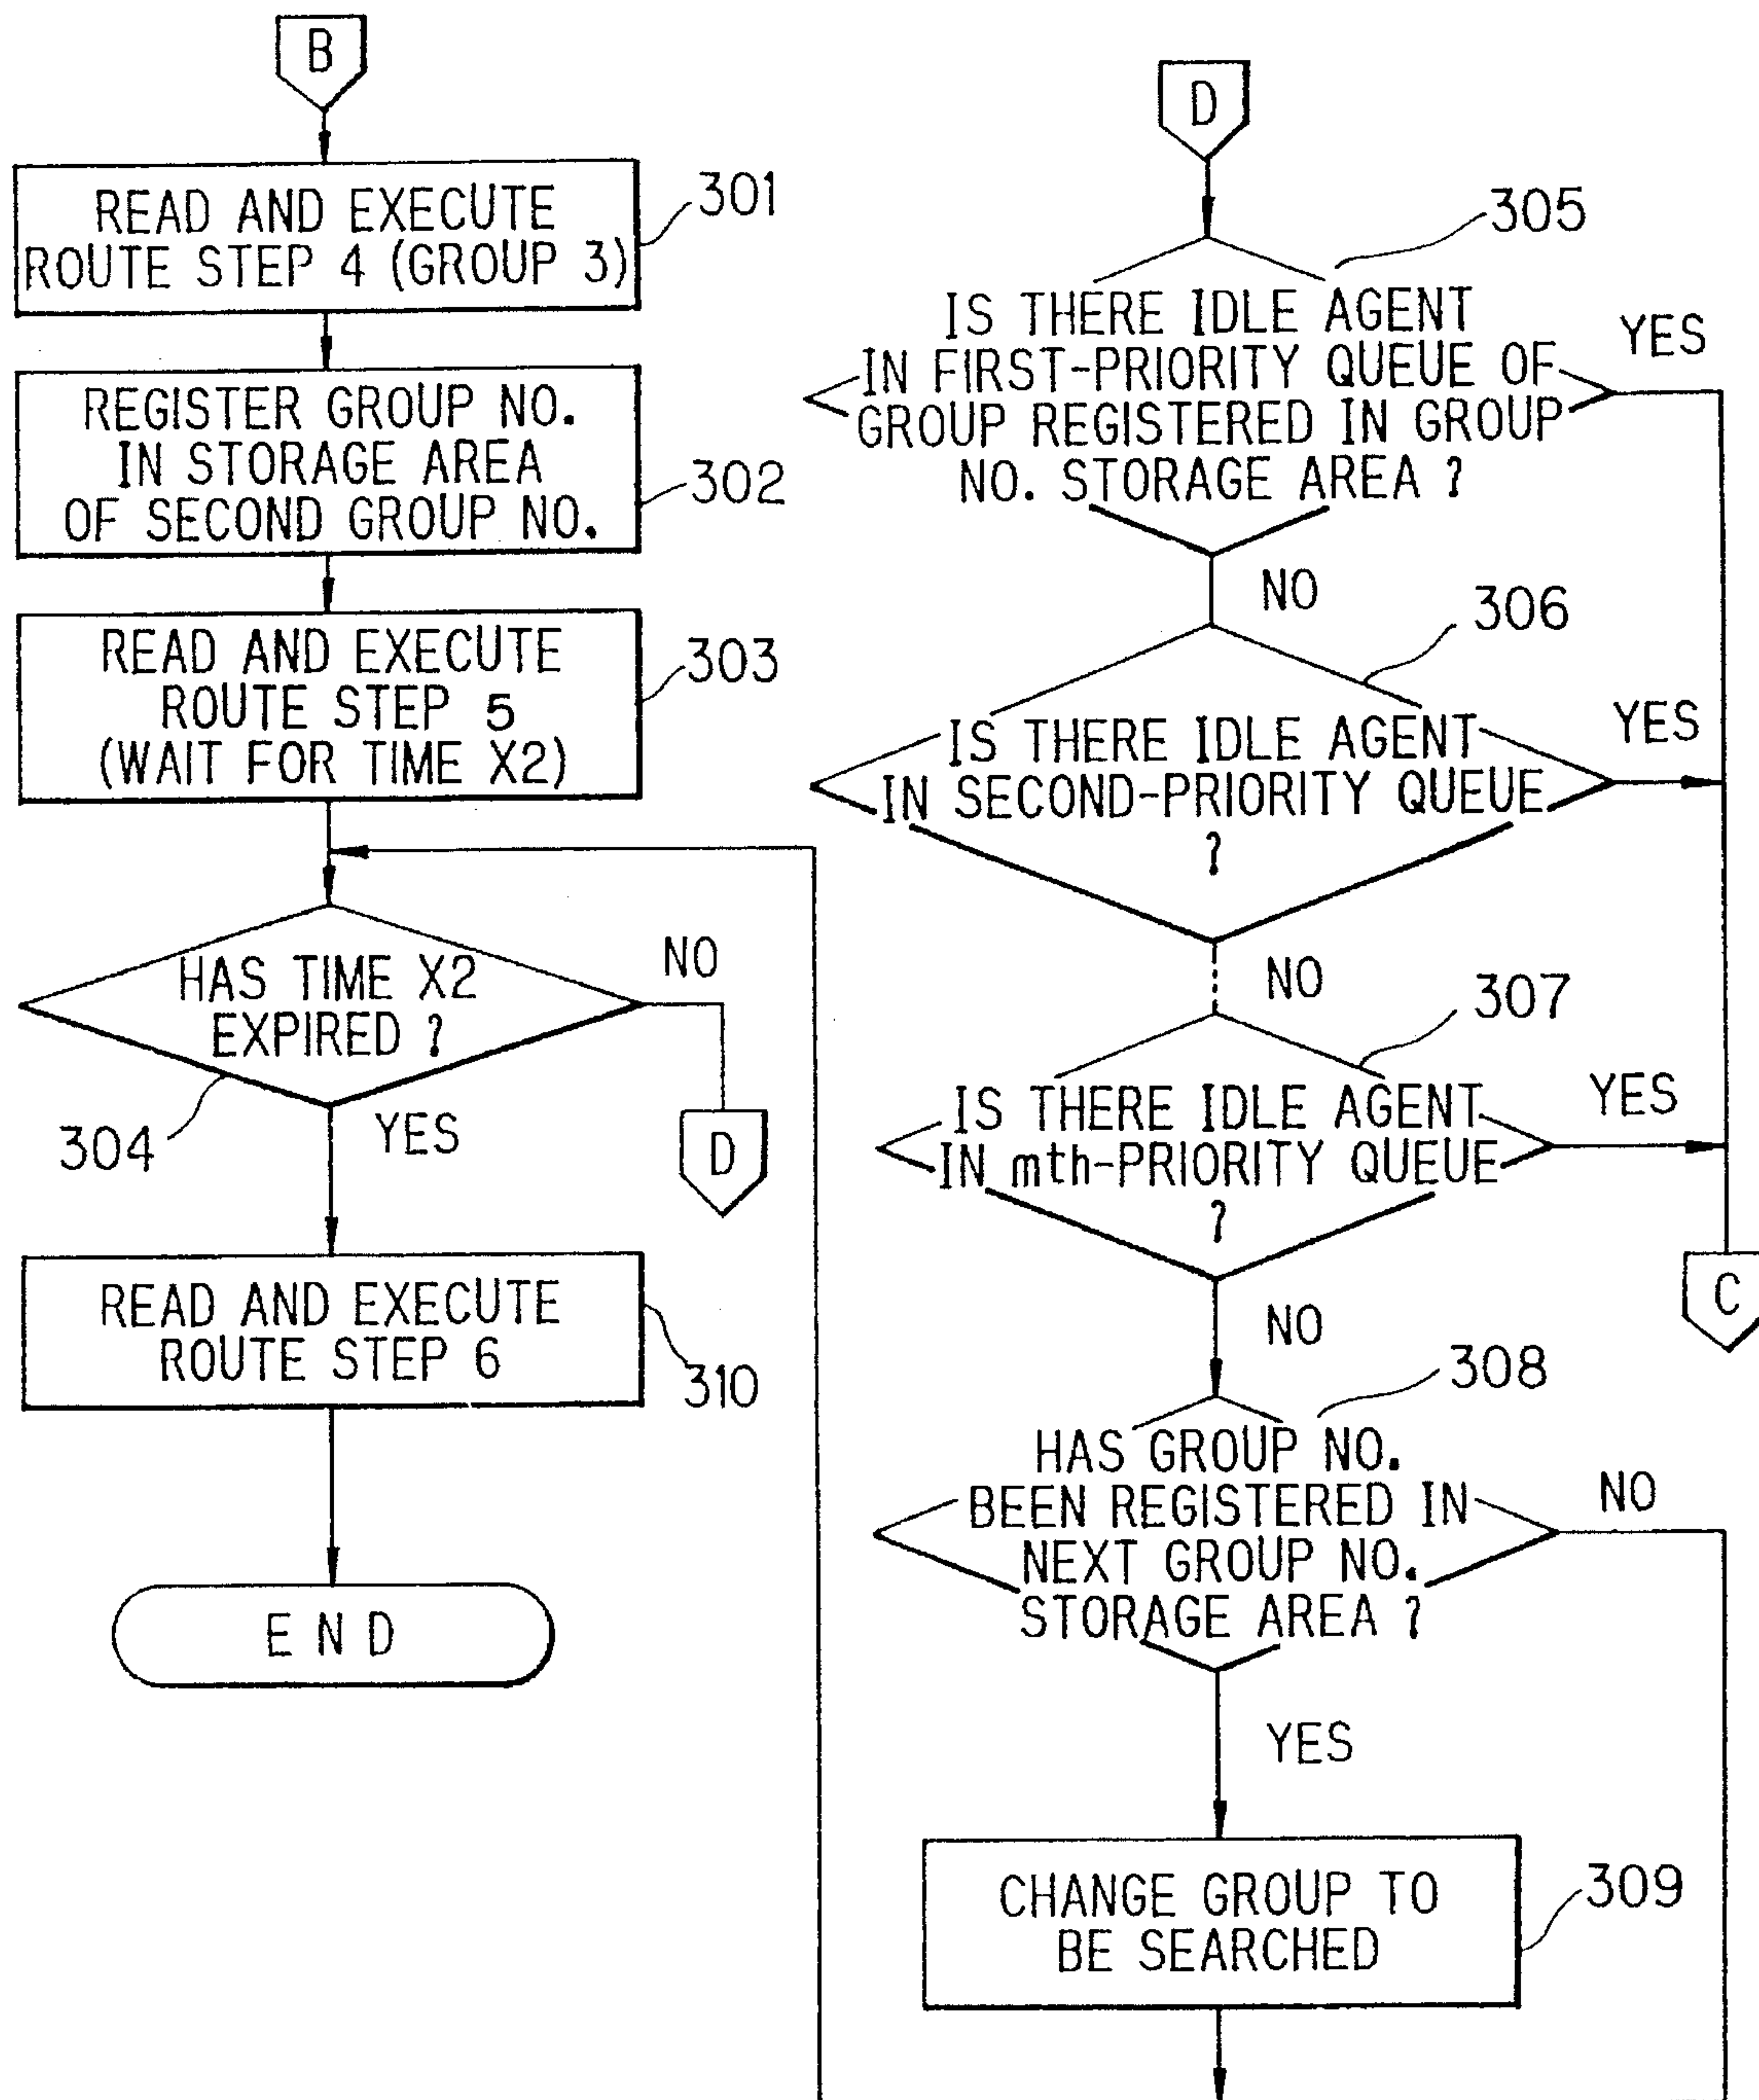 B
READ AND EXECUTE
ROUTE STEP 4 (GROUP 3)
301
REGISTER GROUP NO.
IN STORAGE AREA
OF SECOND GROUP NO.
302
READ AND EXECUTE
ROUTE STEP 5
(WAIT FOR TIME X2)
303
HAS TIME X2
EXPIRED ?
NO
304
YES
D
READ AND EXECUTE
ROUTE STEP 6
310
END
D
305
IS THERE IDLE AGENT
IN FIRST-PRIORITY QUEUE OF
GROUP REGISTERED IN GROUP
NO. STORAGE AREA ?
YES
NO
306
IS THERE IDLE AGENT
IN SECOND-PRIORITY QUEUE
?
YES
NO
307
IS THERE IDLE AGENT
IN mth-PRIORITY QUEUE
?
YES
C
NO
308
HAS GROUP NO.
BEEN REGISTERED IN
NEXT GROUP NO.
STORAGE AREA ?
NO
YES
CHANGE GROUP TO
BE SEARCHED
309